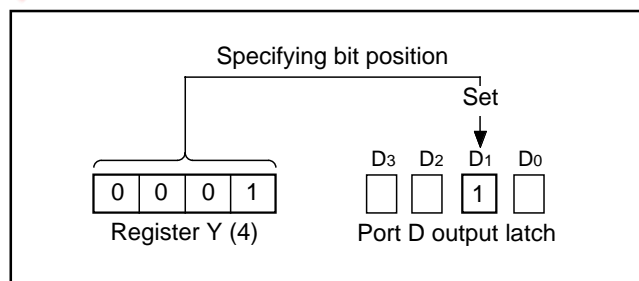 Specifying bit position
Set
D3 D2 D1 D0
0 0 0 1 1
Register Y (4) Port D output latch